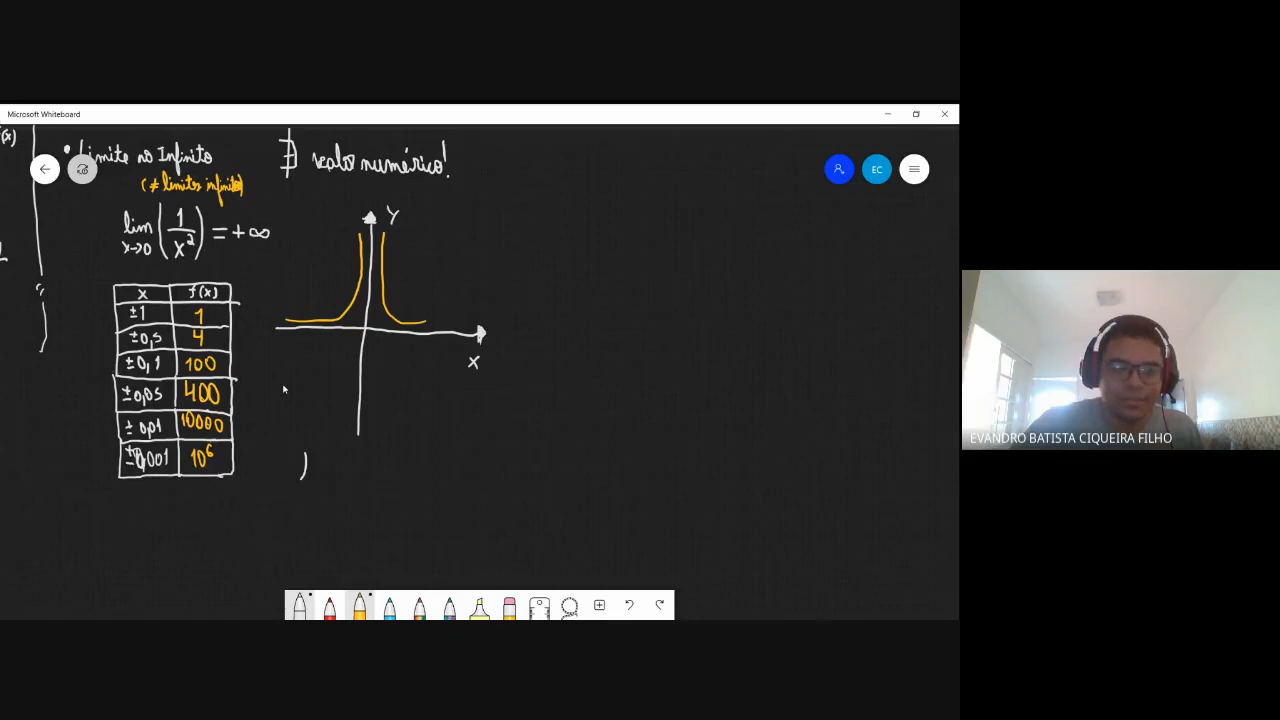 Microsoft Whiteboard
f(x)
• Limite no Infinito
(≠ limites infinitos)
∄ numérico!
EC
lim x→0 (1/x²) = +∞
Y
X
x f(x)
±1 1
±0,5 4
±0,1 100
±0,05 400
±0,01 10000
±0,001 10⁶
)
EVANDRO BATISTA CIQUEIRA FILHO